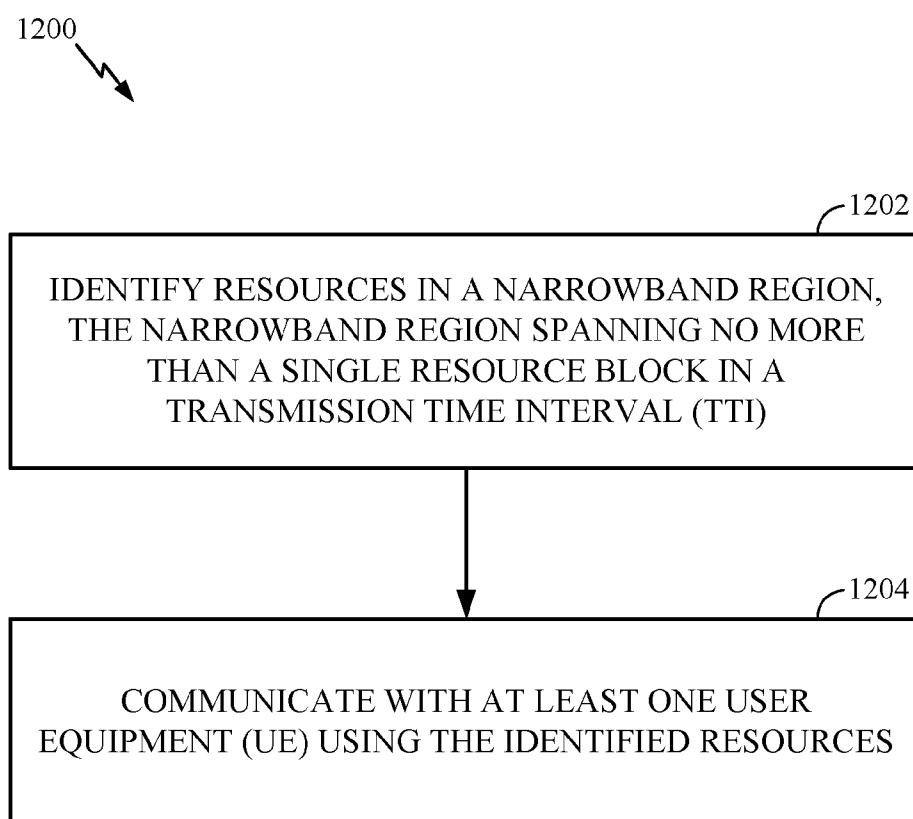 1200
1202
IDENTIFY RESOURCES IN A NARROWBAND REGION,
THE NARROWBAND REGION SPANNING NO MORE
THAN A SINGLE RESOURCE BLOCK IN A
TRANSMISSION TIME INTERVAL (TTI)
1204
COMMUNICATE WITH AT LEAST ONE USER
EQUIPMENT (UE) USING THE IDENTIFIED RESOURCES